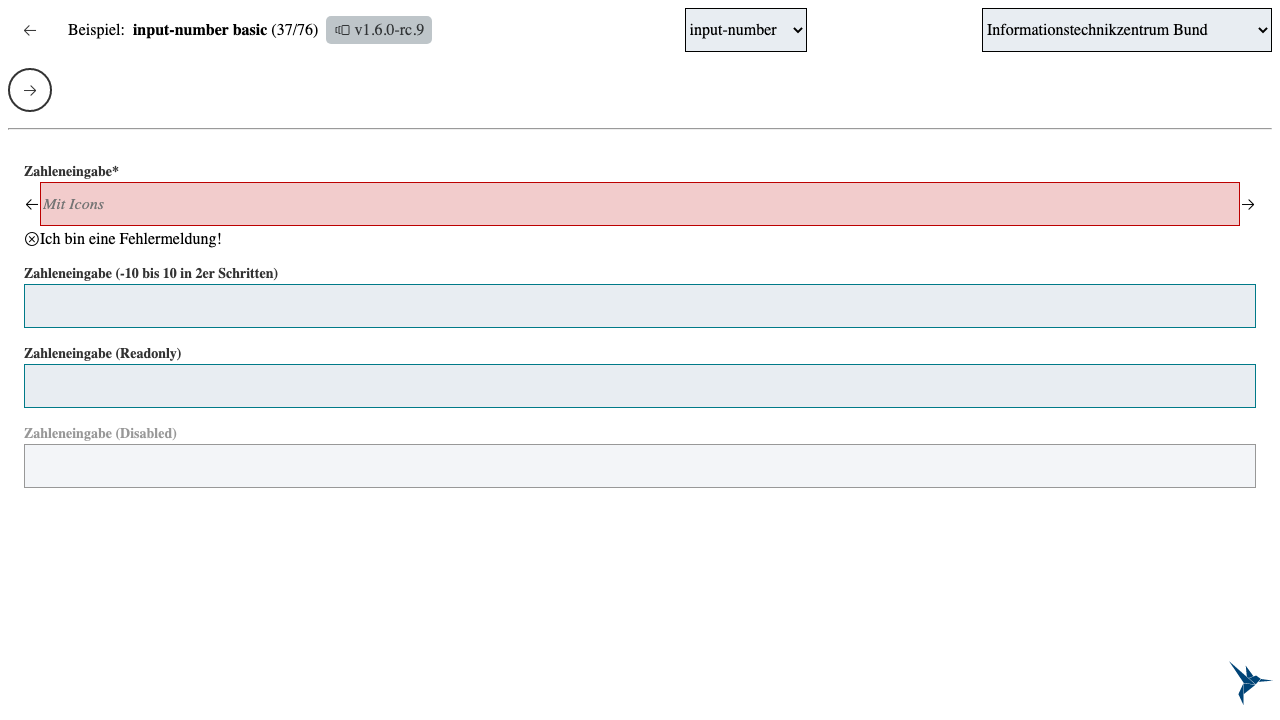 Beispiel: input-number basic (37/76) v1.6.0-rc.9 input-number Informationstechnikzentrum Bund
Zahleneingabe*
Mit Icons
Ich bin eine Fehlermeldung!
Zahleneingabe (-10 bis 10 in 2er Schritten)
Zahleneingabe (Readonly)
Zahleneingabe (Disabled)